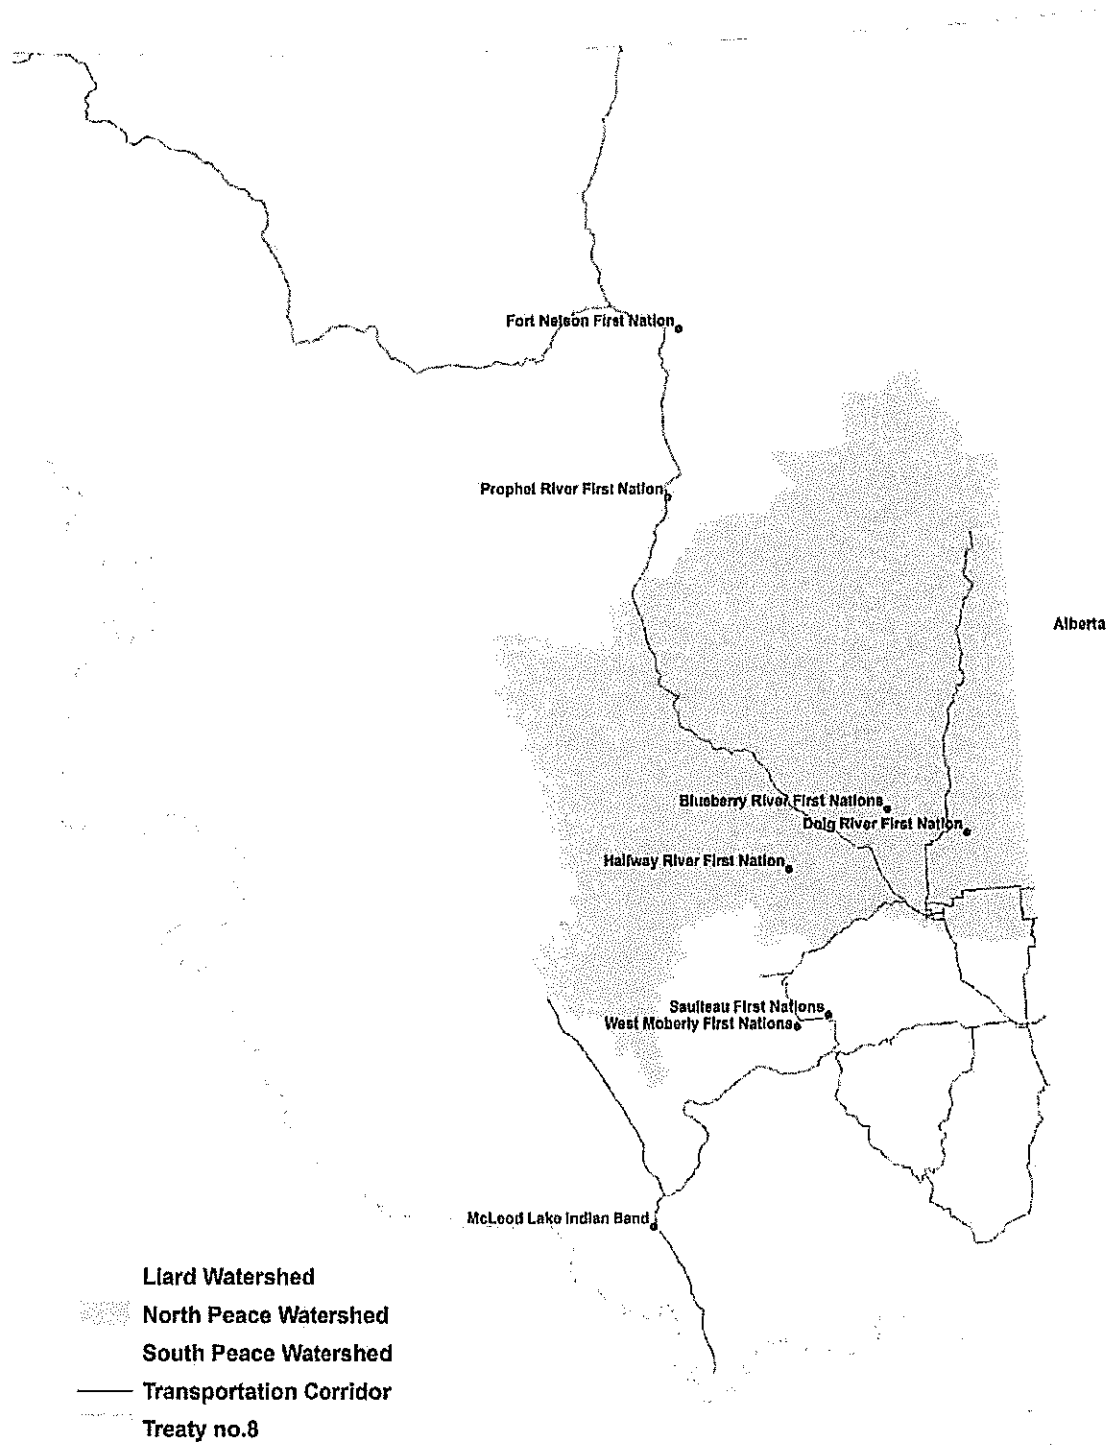 Fort Nelson First Nation
Prophet River First Nation
Alberta
Blueberry River First Nations
Doig River First Nation
Halfway River First Nation
Saulteau First Nations
West Moberly First Nations
McLeod Lake Indian Band
Liard Watershed
North Peace Watershed
South Peace Watershed
Transportation Corridor
Treaty no.8